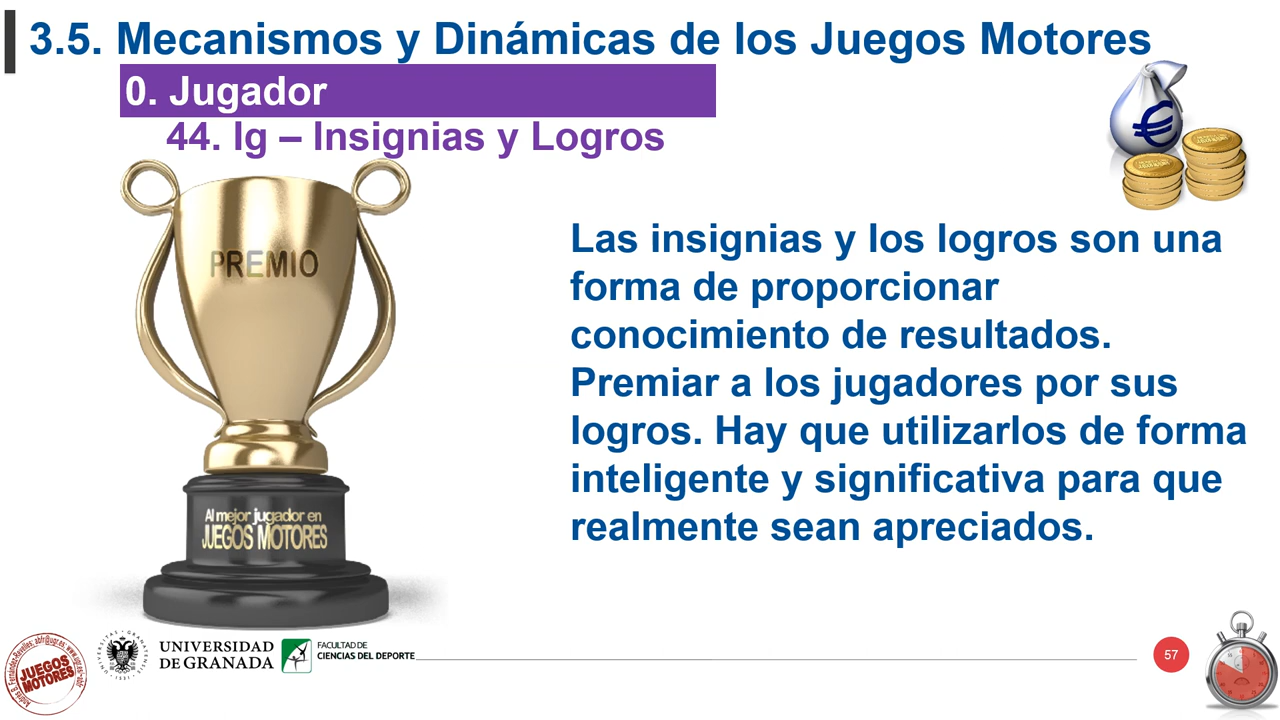 3.5. Mecanismos y Dinámicas de los Juegos Motores
0. Jugador
44. Ig – Insignias y Logros
PREMIO
Al mejor jugador en
JUEGOS MOTORES
Las insignias y los logros son una
forma de proporcionar
conocimiento de resultados.
Premiar a los jugadores por sus
logros. Hay que utilizarlos de forma
inteligente y significativa para que
realmente sean apreciados.
JUEGOS
MOTORES
UNIVERSIDAD
DE GRANADA
FACULTAD DE
CIENCIAS DEL DEPORTE
57